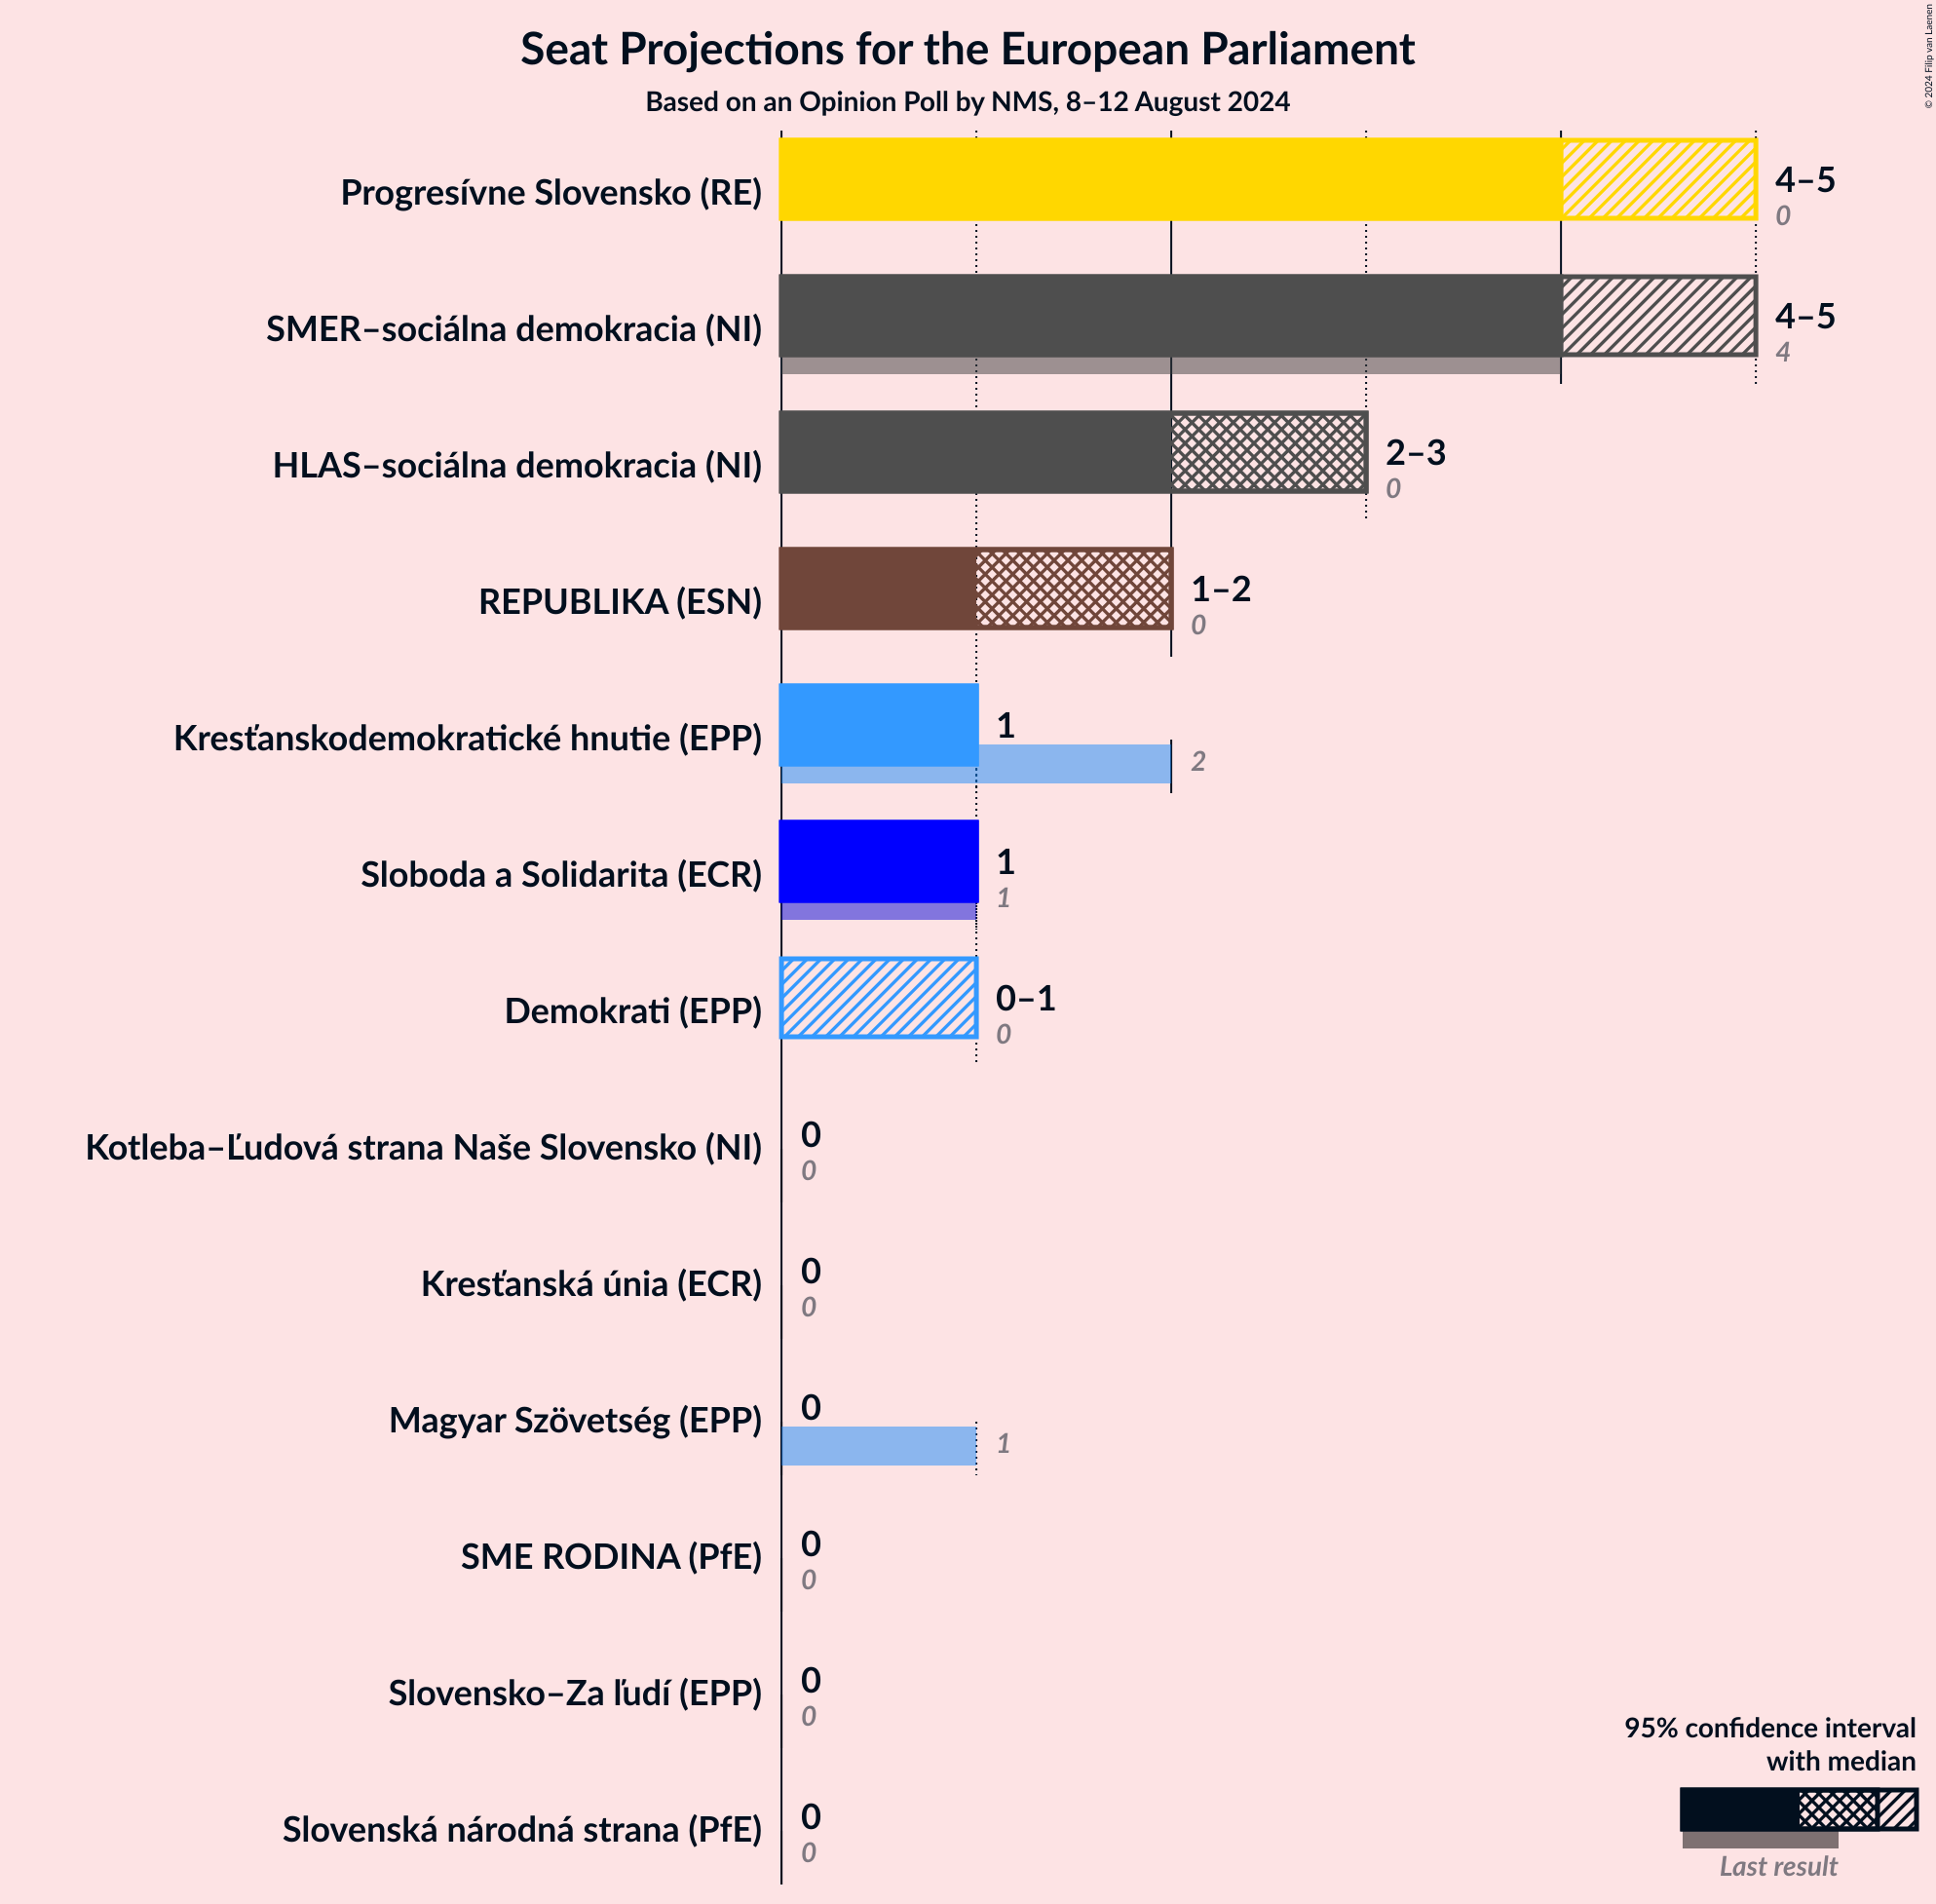 Seat Projections for the European Parliament
Based on an Opinion Poll by NMS, 8–12 August 2024
© 2024 Filip van Laenen
Progresívne Slovensko (RE)
4–5
0
SMER–sociálna demokracia (NI)
4–5
4
HLAS–sociálna demokracia (NI)
2–3
0
REPUBLIKA (ESN)
1–2
0
Kresťanskodemokratické hnutie (EPP)
1
2
Sloboda a Solidarita (ECR)
1
1
Demokrati (EPP)
0–1
0
Kotleba–Ľudová strana Naše Slovensko (NI)
0
0
Kresťanská únia (ECR)
0
0
Magyar Szövetség (EPP)
0
1
SME RODINA (PfE)
0
0
Slovensko–Za ľudí (EPP)
0
0
Slovenská národná strana (PfE)
0
0
95% confidence interval
with median
Last result